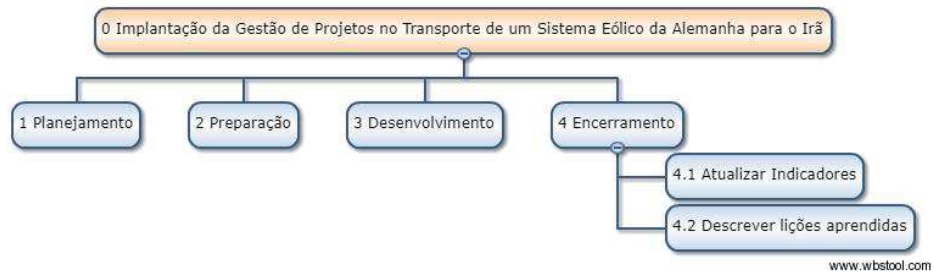 0 Implantação da Gestão de Projetos no Transporte de um Sistema Eólico da Alemanha para o Irã
1 Planejamento
2 Preparação
3 Desenvolvimento
4 Encerramento
4.1 Atualizar Indicadores
4.2 Descrever lições aprendidas
www.wbstool.com